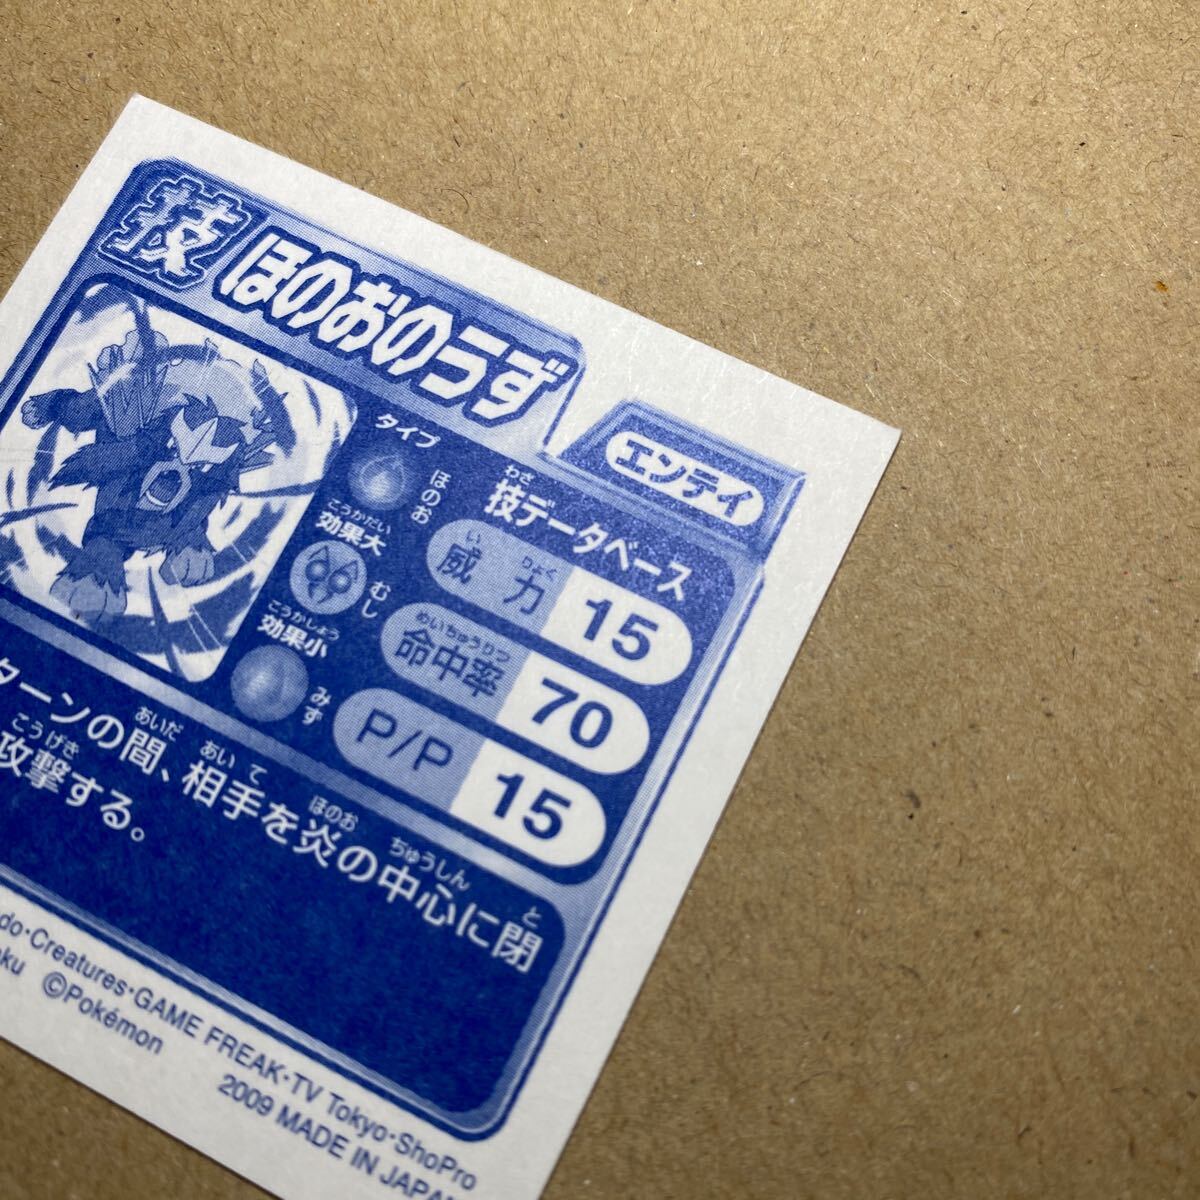 技 ほのおのうず
エンテイ
タイプ
ほのお
こうかだい
効果大
むし
こうかしょう
効果小
みず
わざ
技データベース
いりょく
威力 15
めいちゅうりつ
命中率 70
P/P 15
あいだ あいて ほのお ちゅうしん と
ターンの間、相手を炎の中心に閉
こうげき
攻撃する。
・Creatures・GAME FREAK・TV Tokyo・ShoPro
©Pokémon
2009 MADE IN JAPAN